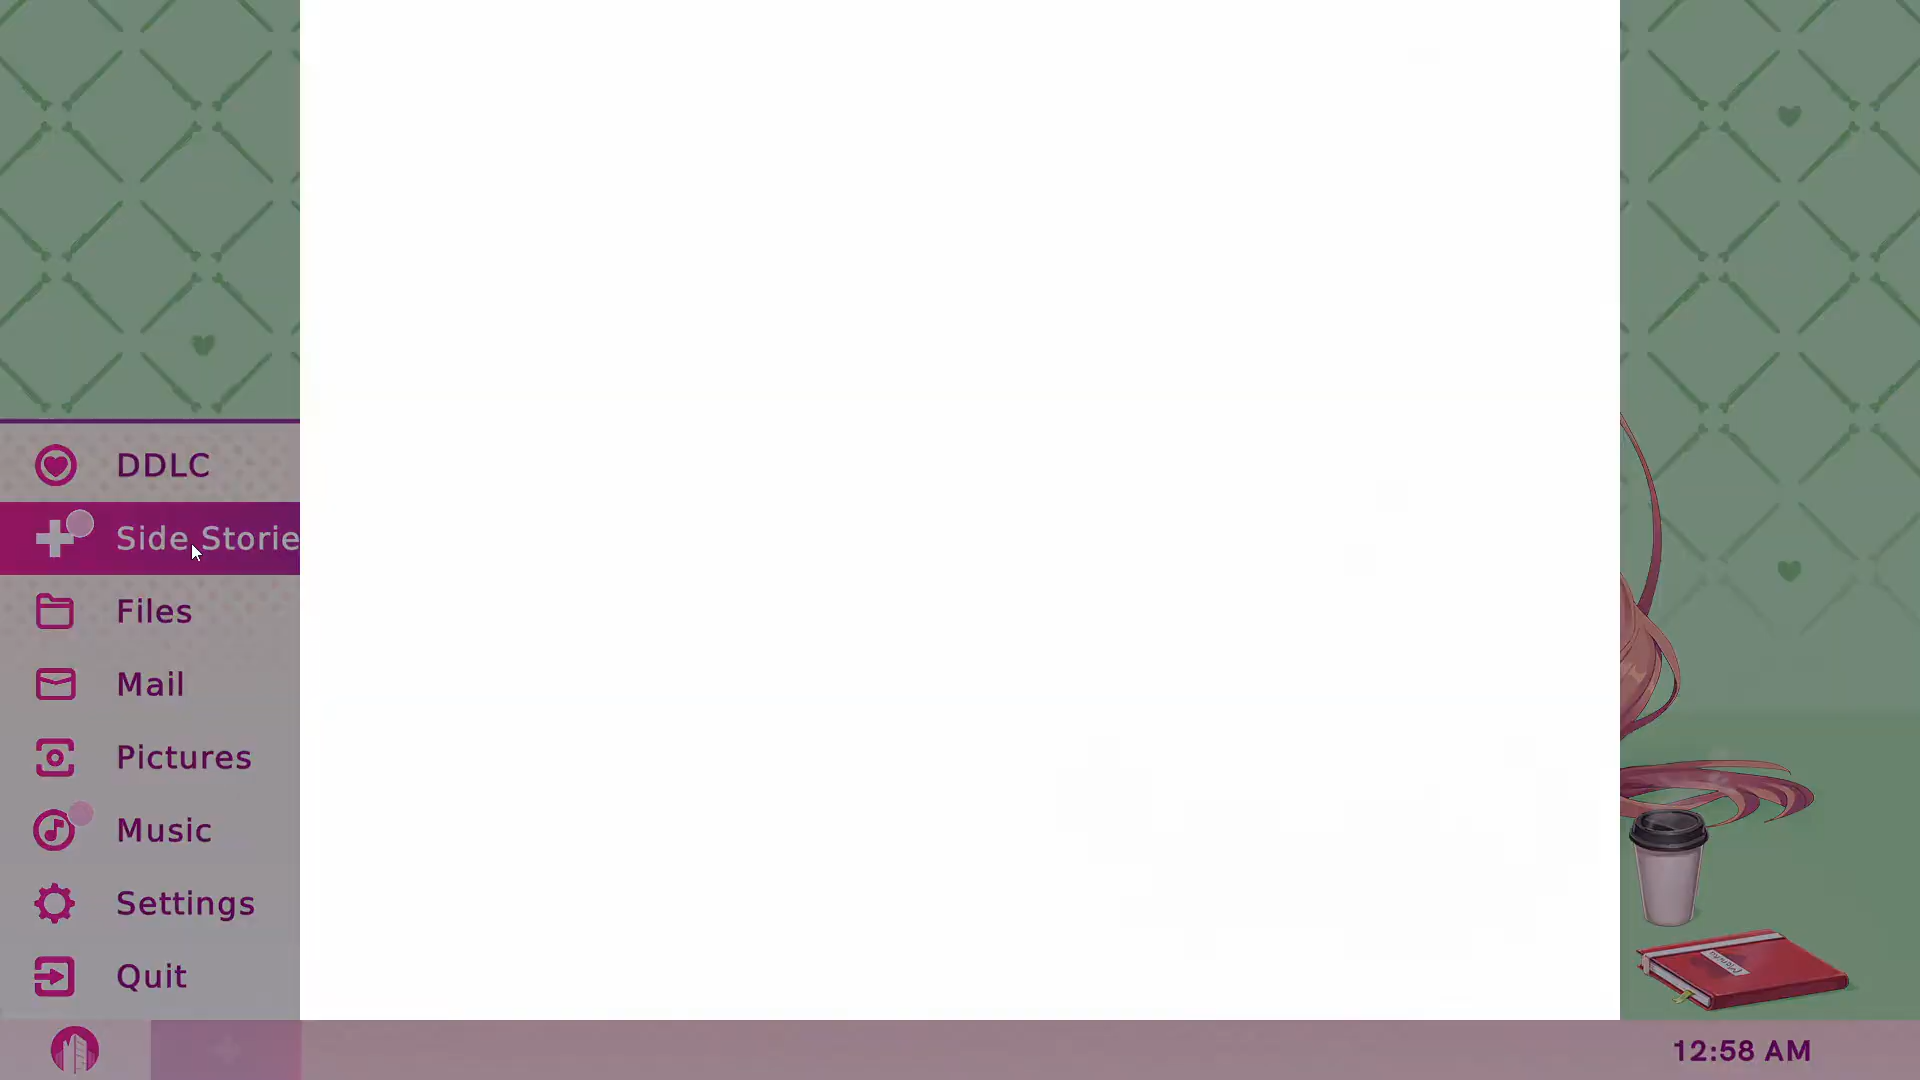 DDLC
Side Storie
Files
Mail
Pictures
Music
Settings
Quit
12:58 AM